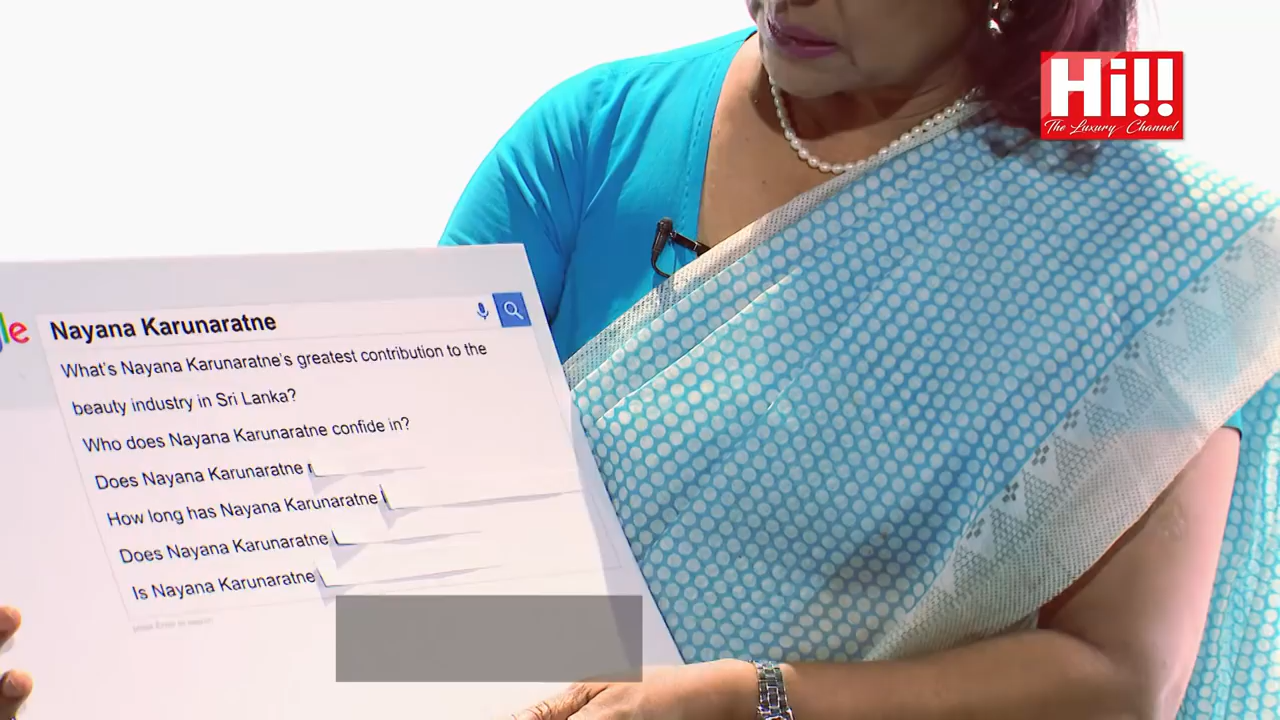 Hi!!
The Luxury Channel
le
Nayana Karunaratne
What's Nayana Karunaratne's greatest contribution to the
beauty industry in Sri Lanka?
Who does Nayana Karunaratne confide in?
Does Nayana Karunaratne
How long has Nayana Karunaratne
Does Nayana Karunaratne
Is Nayana Karunaratne